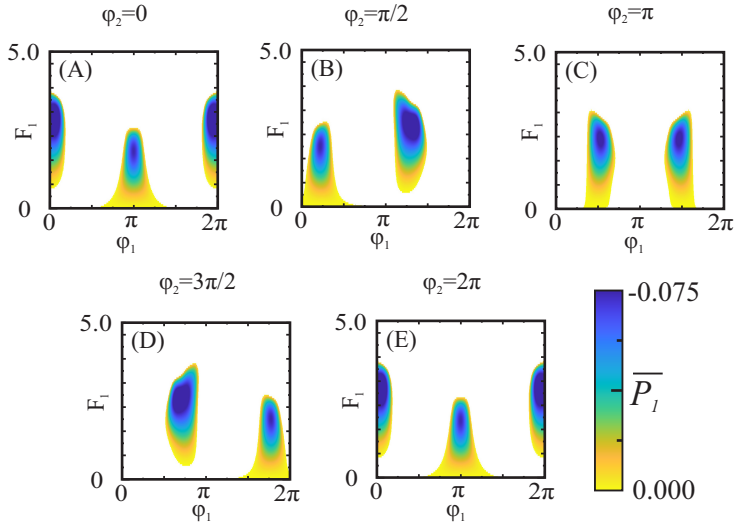 φ₂=0
φ₂=π/2
φ₂=π
5.0
(A)
F₁
0
0 π 2π
φ₁
5.0
(B)
F₁
0
0 π 2π
φ₁
5.0
(C)
F₁
0
0 π 2π
φ₁
φ₂=3π/2
φ₂=2π
5.0
(D)
F₁
0
0 π 2π
φ₁
5.0
(E)
F₁
0
0 π 2π
φ₁
-0.075
P̅₁
0.000